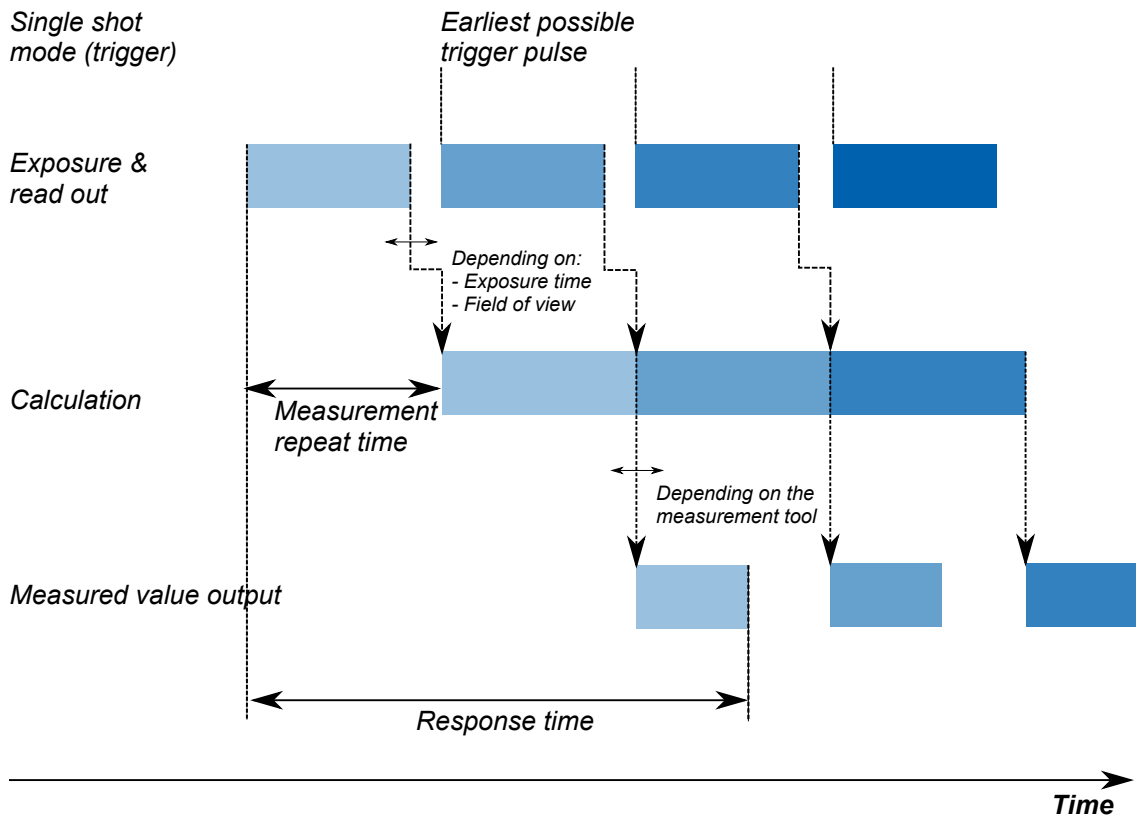 Single shot
mode (trigger)
Earliest possible
trigger pulse
Exposure &
read out
Depending on:
- Exposure time
- Field of view
Calculation
Measurement
repeat time
Depending on the
measurement tool
Measured value output
Response time
Time